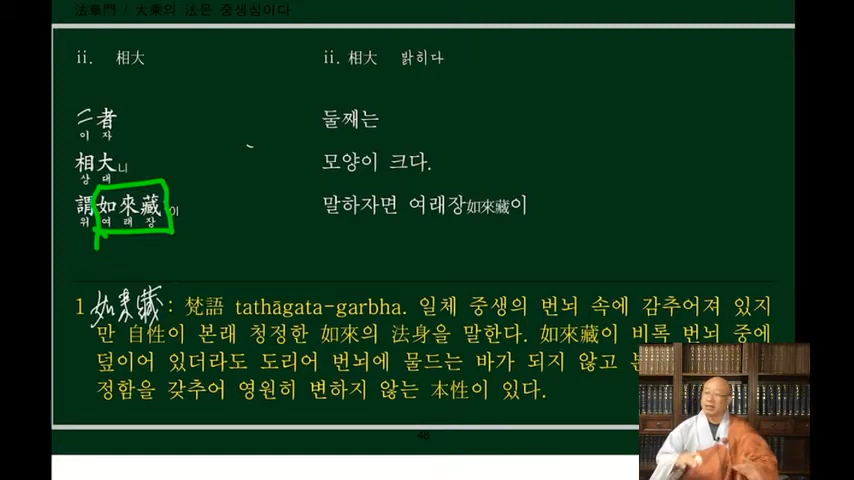 法華門 / 大乘의 法은 중생심이다
ii. 相大
ii. 相大 밝히다
二者
이 자
둘째는
相大니
상 대
모양이 크다.
謂如來藏이
위 여 래 장
말하자면 여래장如來藏이
1 如來藏 : 梵語 tathāgata-garbha. 일체 중생의 번뇌 속에 감추어져 있지
만 自性이 본래 청정한 如來의 法身을 말한다. 如來藏이 비록 번뇌 중에
덮이어 있더라도 도리어 번뇌에 물드는 바가 되지 않고
정함을 갖추어 영원히 변하지 않는 本性이 있다.
48